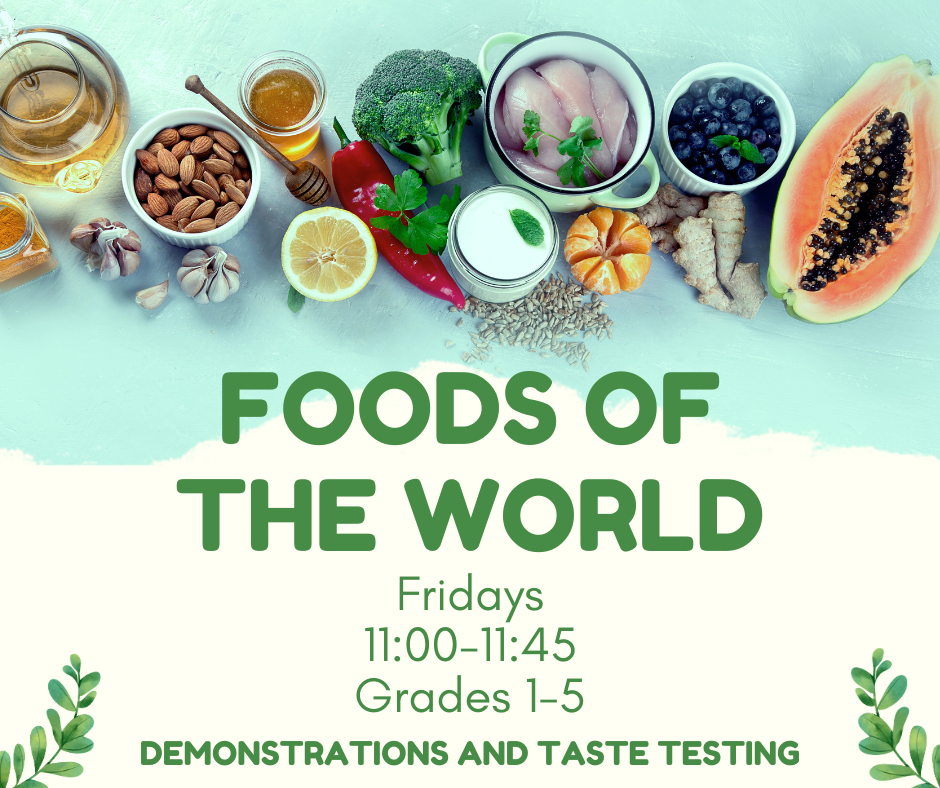 FOODS OF
THE WORLD
Fridays
11:00-11:45
Grades 1-5
DEMONSTRATIONS AND TASTE TESTING